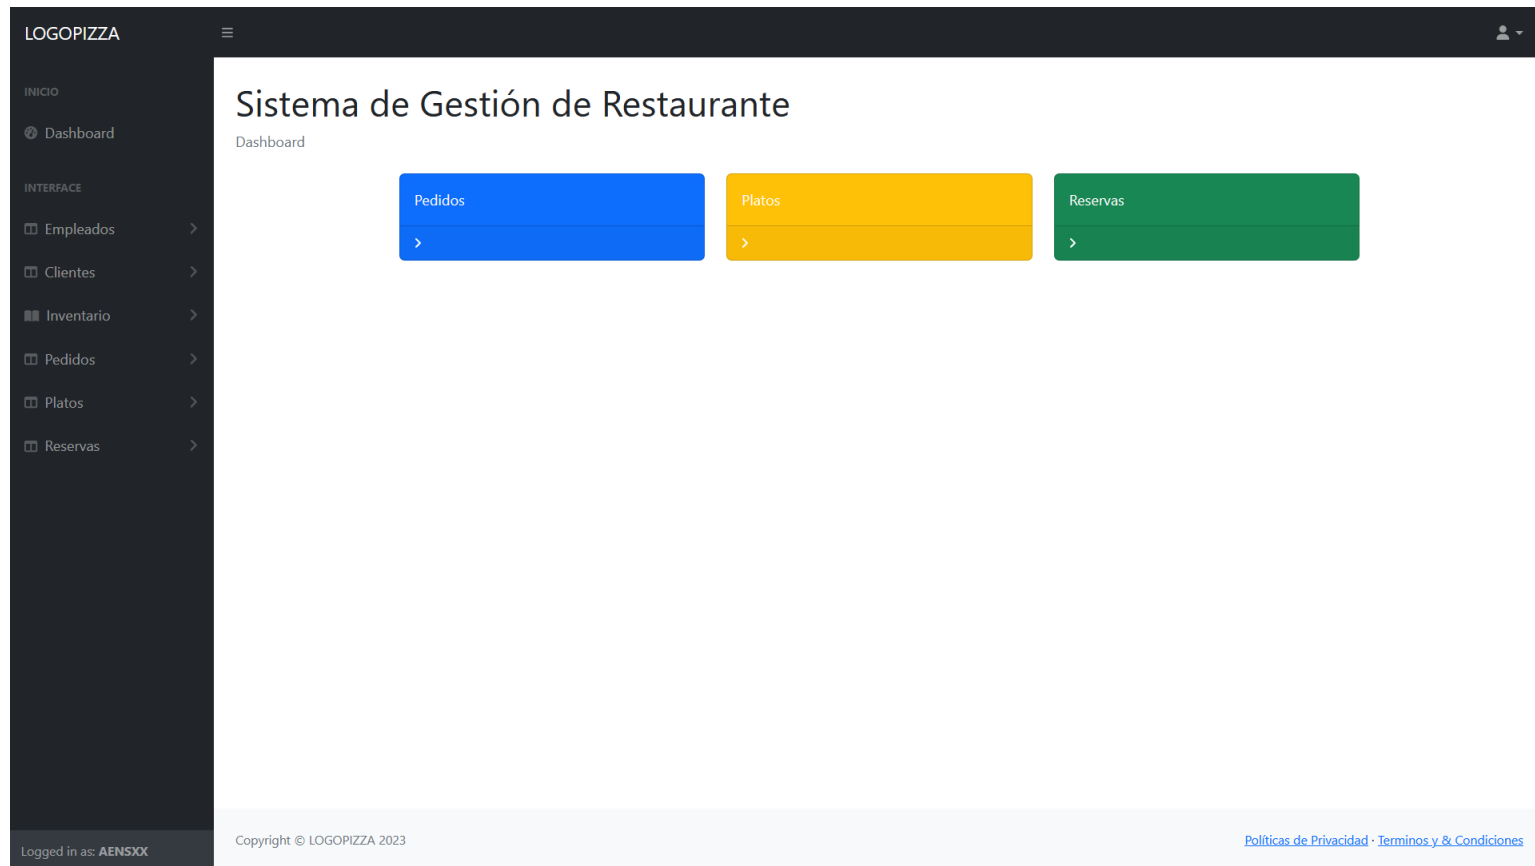 LOGOPIZZA
INICIO
Dashboard
INTERFACE
Empleados
Clientes
Inventario
Pedidos
Platos
Reservas
Logged in as: AENSXX
Sistema de Gestión de Restaurante
Dashboard
Pedidos
Platos
Reservas
Copyright © LOGOPIZZA 2023
Políticas de Privacidad · Terminos y & Condiciones